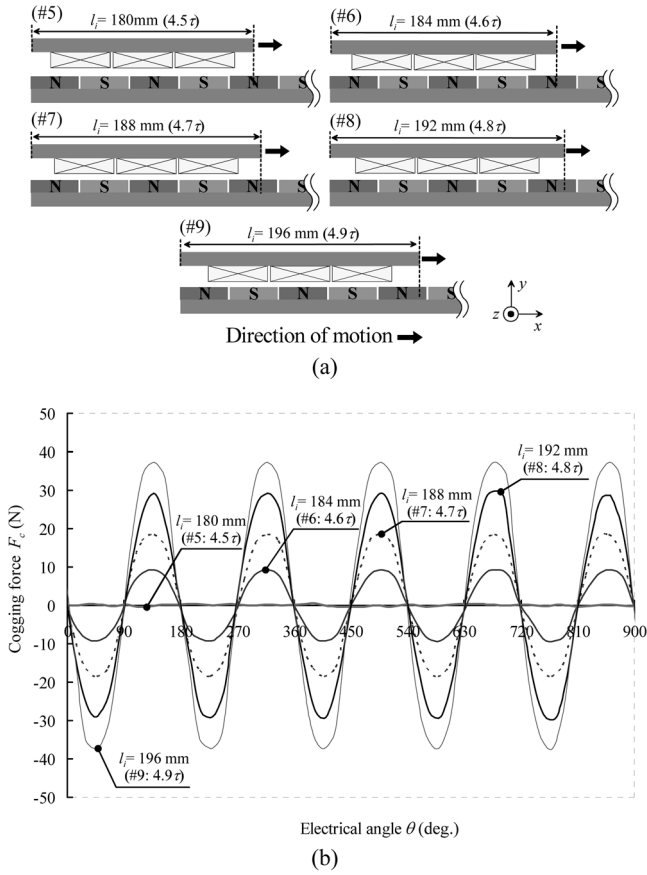 (#5)
lᵢ= 180mm (4.5τ)
N S N S N S
(#6)
lᵢ= 184 mm (4.6τ)
N S N S N S
(#7)
lᵢ= 188 mm (4.7τ)
N S N S N S
(#8)
lᵢ= 192 mm (4.8τ)
N S N S N S
(#9)
lᵢ= 196 mm (4.9τ)
N S N S N S
y
z
x
Direction of motion
(a)
50
40
30
20
10
0
-10
-20
-30
-40
-50
Cogging force F_c (N)
lᵢ= 192 mm
(#8: 4.8τ)
lᵢ= 188 mm
(#7: 4.7τ)
lᵢ= 184 mm
(#6: 4.6τ)
lᵢ= 180 mm
(#5: 4.5τ)
0 90 180 270 360 450 540 630 720 810 900
lᵢ= 196 mm
(#9: 4.9τ)
Electrical angle θ (deg.)
(b)